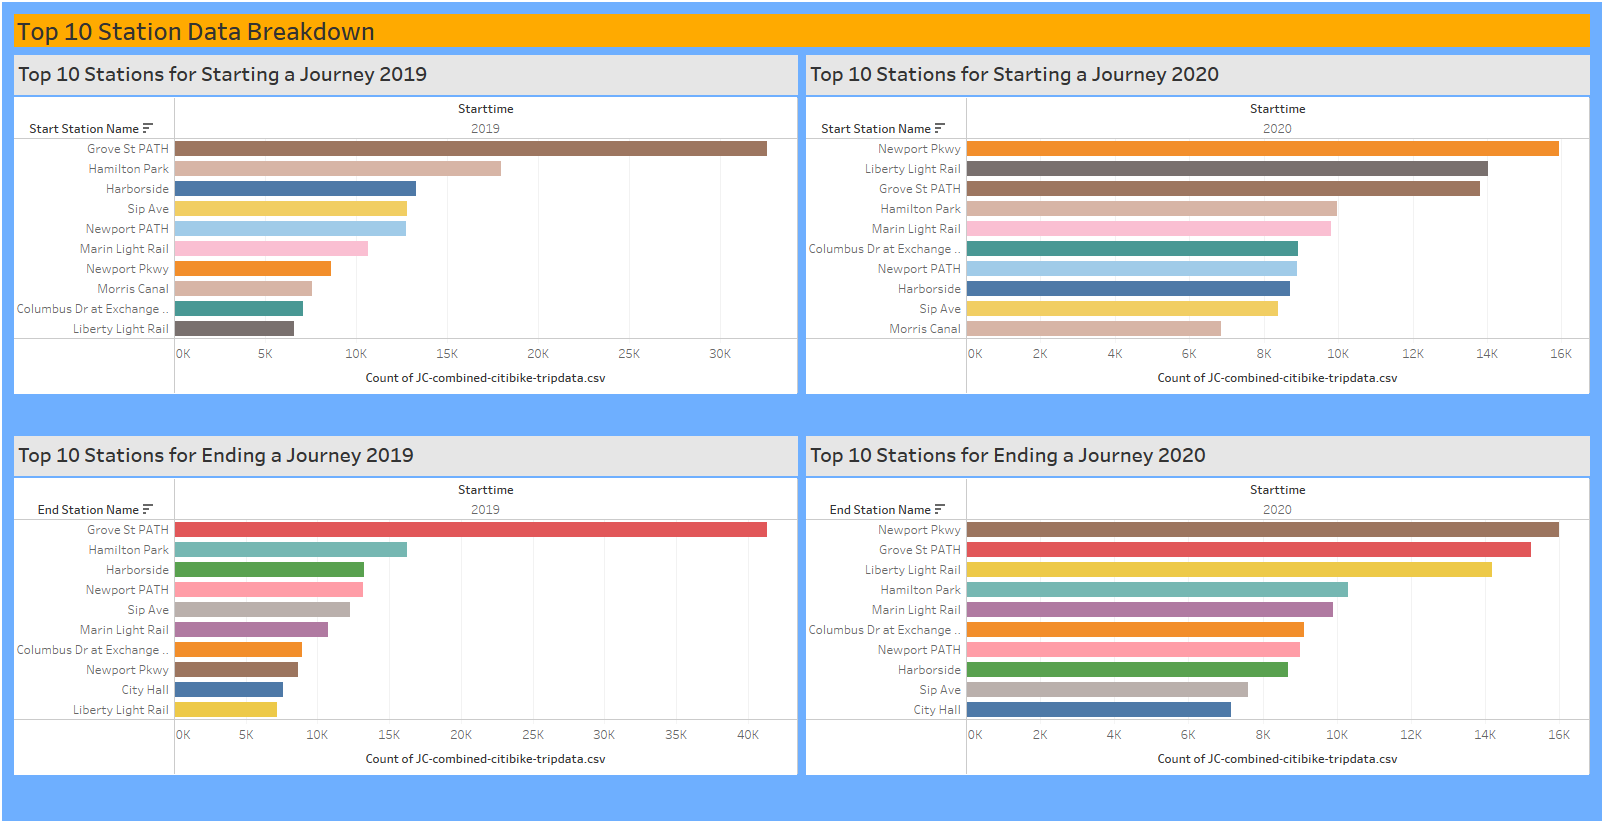 Top 10 Station Data Breakdown
Top 10 Stations for Starting a Journey 2019
Starttime
Start Station Name
2019
Grove St PATH
Hamilton Park
Harborside
Sip Ave
Newport PATH
Marin Light Rail
Newport Pkwy
Morris Canal
Columbus Dr at Exchange ..
Liberty Light Rail
0K 5K 10K 15K 20K 25K 30K
Count of JC-combined-citibike-tripdata.csv
Top 10 Stations for Starting a Journey 2020
Starttime
Start Station Name
2020
Newport Pkwy
Liberty Light Rail
Grove St PATH
Hamilton Park
Marin Light Rail
Columbus Dr at Exchange ..
Newport PATH
Harborside
Sip Ave
Morris Canal
0K 2K 4K 6K 8K 10K 12K 14K 16K
Count of JC-combined-citibike-tripdata.csv
Top 10 Stations for Ending a Journey 2019
Starttime
End Station Name
2019
Grove St PATH
Hamilton Park
Harborside
Newport PATH
Sip Ave
Marin Light Rail
Columbus Dr at Exchange ..
Newport Pkwy
City Hall
Liberty Light Rail
0K 5K 10K 15K 20K 25K 30K 35K 40K
Count of JC-combined-citibike-tripdata.csv
Top 10 Stations for Ending a Journey 2020
Starttime
End Station Name
2020
Newport Pkwy
Grove St PATH
Liberty Light Rail
Hamilton Park
Marin Light Rail
Columbus Dr at Exchange ..
Newport PATH
Harborside
Sip Ave
City Hall
0K 2K 4K 6K 8K 10K 12K 14K 16K
Count of JC-combined-citibike-tripdata.csv